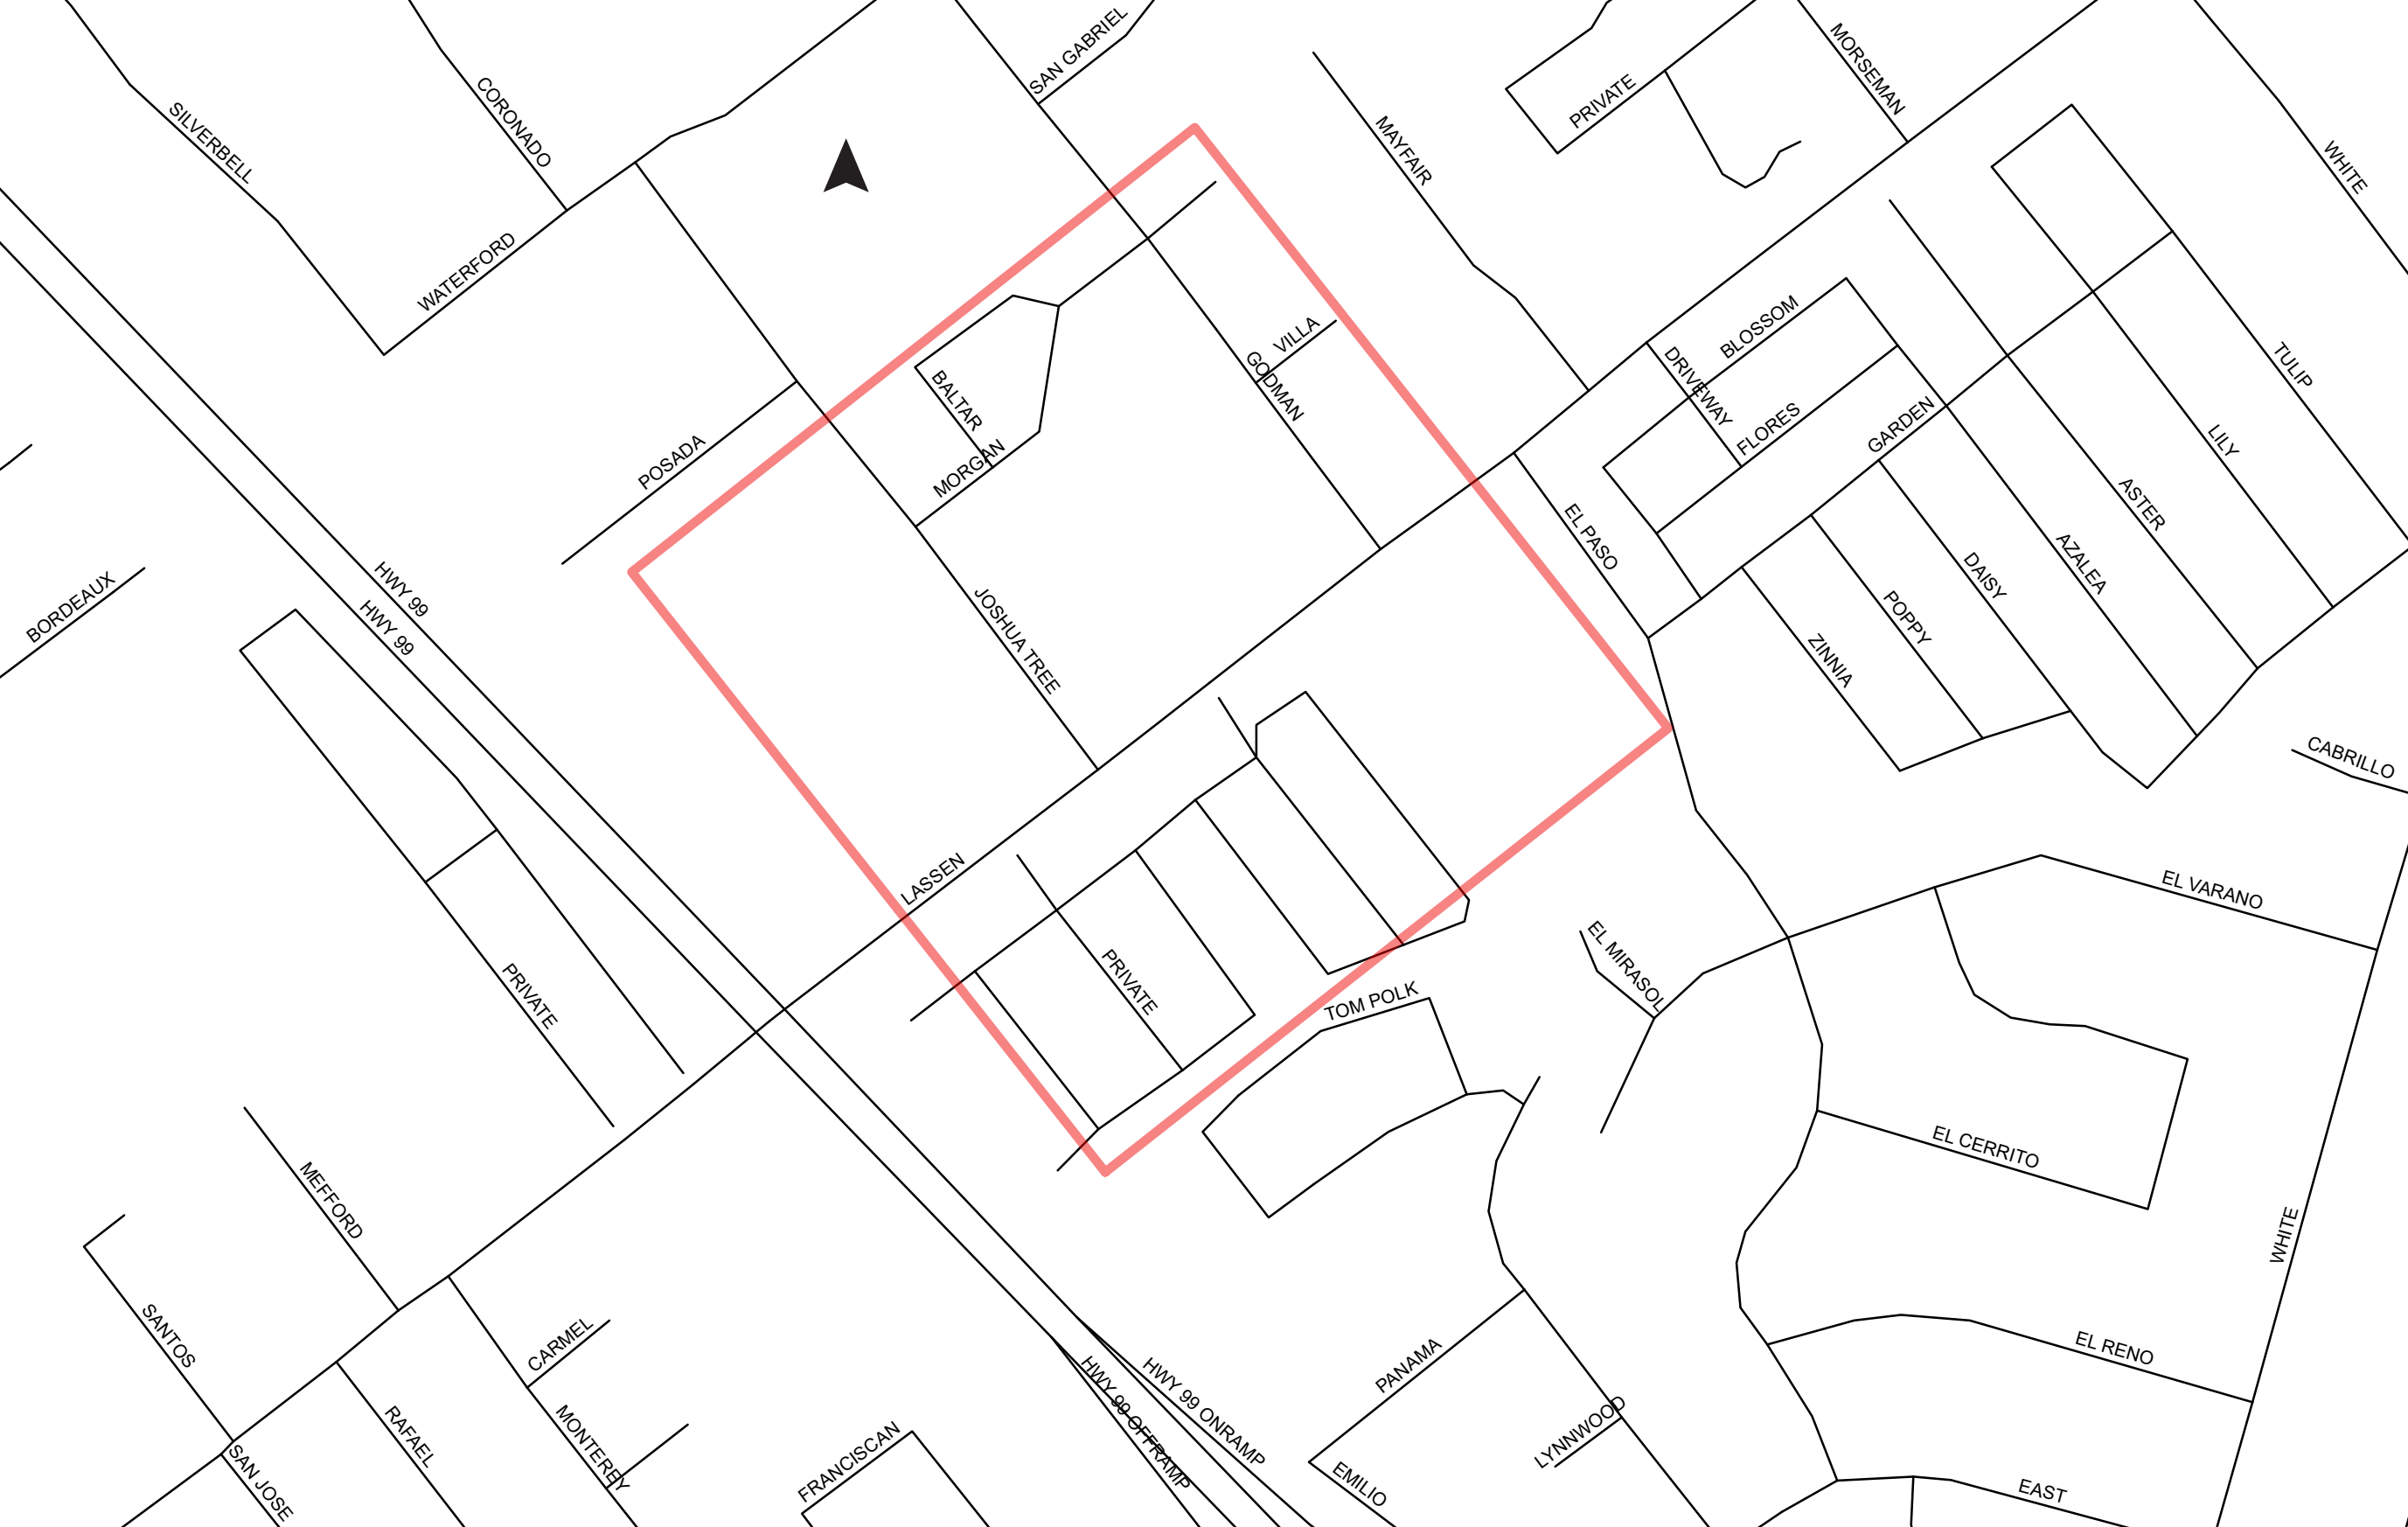 SAN GABRIEL
MORSEMAN
CORONADO
SILVERBELL
PRIVATE
MAYFAIR
WHITE
WATERFORD
VILLA
BLOSSOM
GODMAN
DRIVEWAY
TULIP
BALTAR
FLORES
GARDEN
LILY
POSADA
MORGAN
ASTER
EL PASO
AZALEA
DAISY
HWY 99
HWY 99
BORDEAUX
POPPY
JOSHUA TREE
ZINNIA
CABRILLO
LASSEN
EL VARANO
EL MIRASOL
PRIVATE
PRIVATE
TOM POLK
EL CERRITO
MEFFORD
WHITE
SANTOS
CARMEL
EL RENO
PANAMA
HWY 99 ONRAMP
HWY 99 OFFRAMP
RAFAEL
MONTEREY
LYNNWOOD
FRANCISCAN
SAN JOSE
EMILIO
EAST